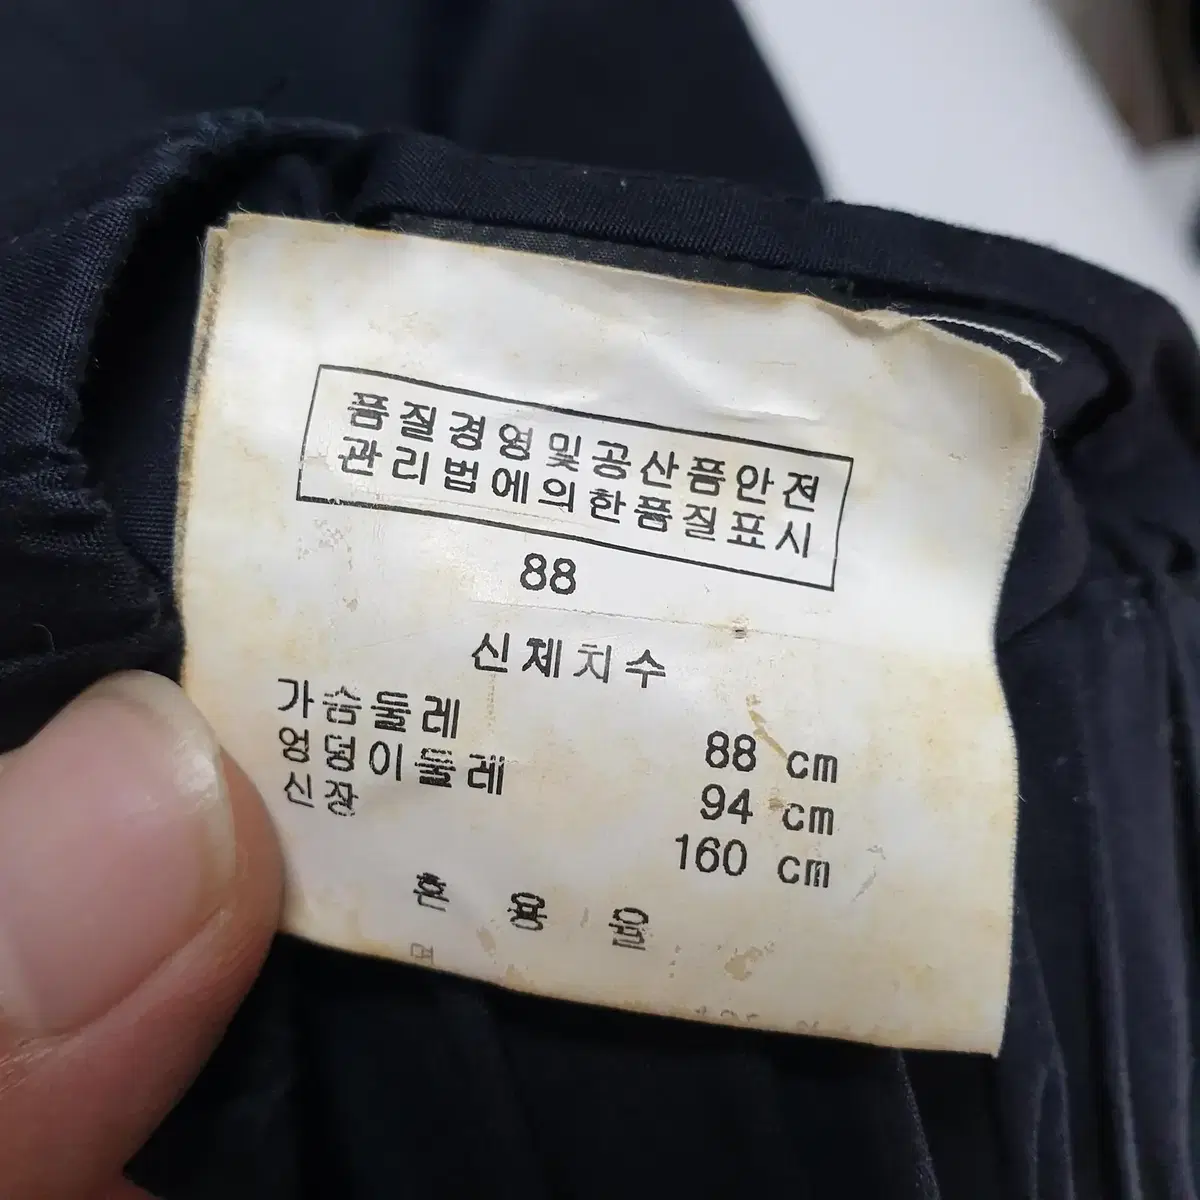 품질경영및공산품안전
관리법에의한품질표시
88
신체치수
가슴둘레 88 cm
엉덩이둘레 94 cm
신장 160 cm
혼 용 율
면